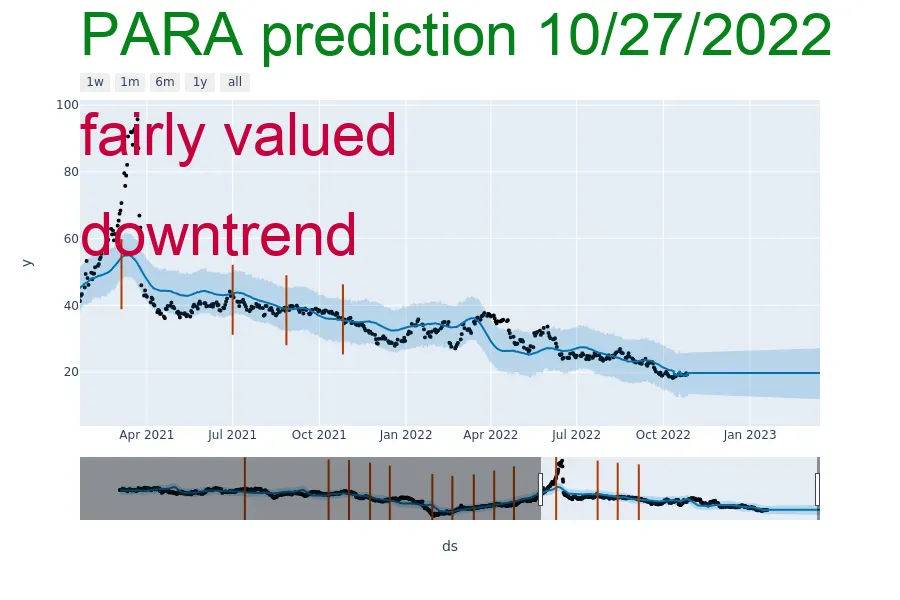 PARA prediction 10/27/2022
1w 1m 6m 1y all
100
fairly valued
80
60
downtrend
y
40
20
Apr 2021 Jul 2021 Oct 2021 Jan 2022 Apr 2022 Jul 2022 Oct 2022 Jan 2023
ds